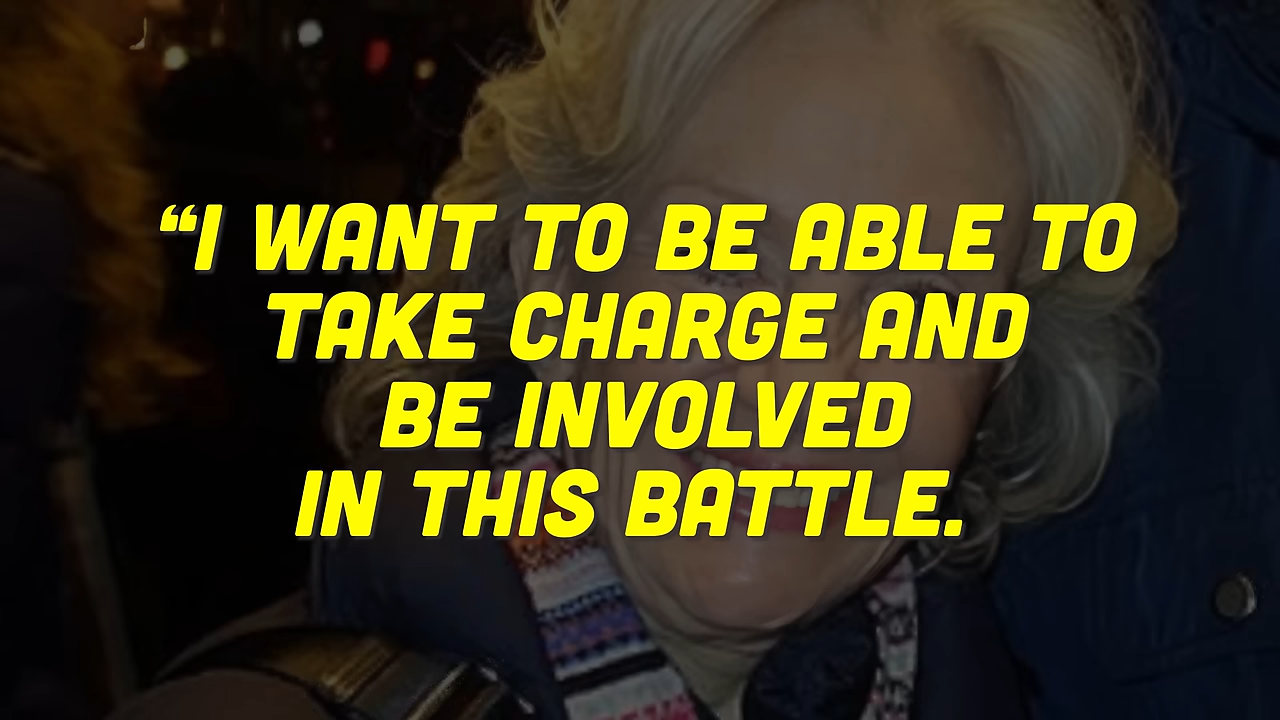 “I WANT TO BE ABLE TO
TAKE CHARGE AND
BE INVOLVED
IN THIS BATTLE.